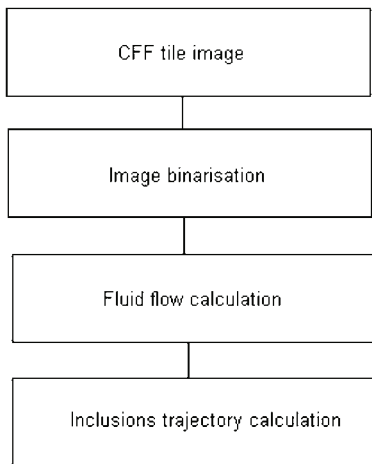 CFF tile image
Image binarisation
Fluid flow calculation
Inclusions trajectory calculation